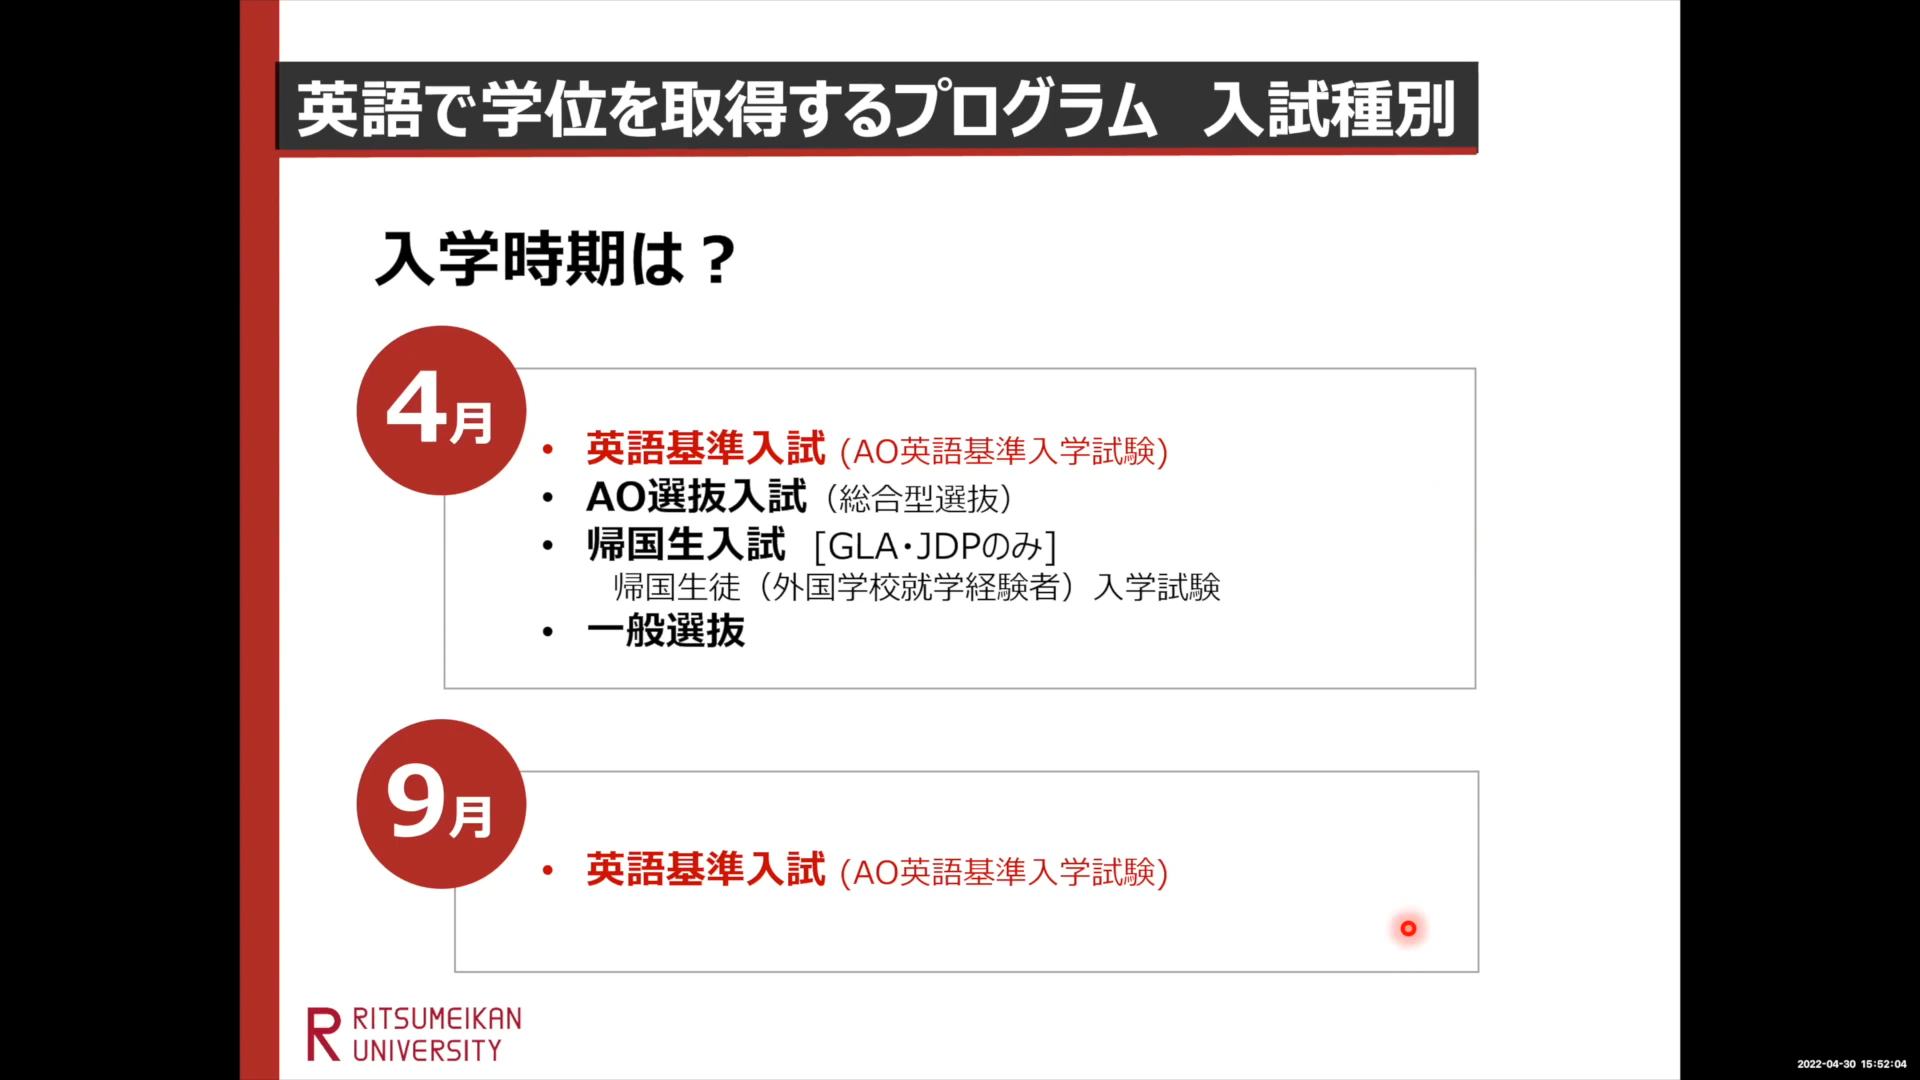 英語で学位を取得するプログラム　入試種別
入学時期は？
4月
• 英語基準入試 (AO英語基準入学試験)
• AO選抜入試（総合型選抜）
• 帰国生入試 [GLA・JDPのみ]
帰国生徒（外国学校就学経験者）入学試験
• 一般選抜
9月
• 英語基準入試 (AO英語基準入学試験)
R RITSUMEIKAN
UNIVERSITY
2022-04-30 15:52:04